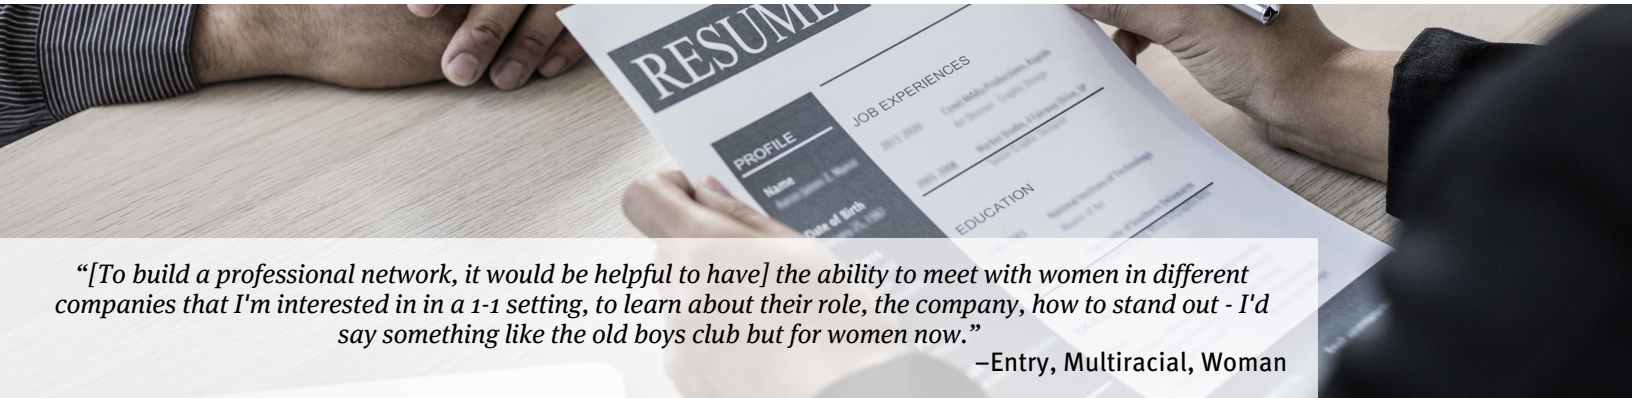 RESUME
JOB EXPERIENCES
PROFILE
Name
Date of Birth
EDUCATION
“[To build a professional network, it would be helpful to have] the ability to meet with women in different
companies that I'm interested in in a 1-1 setting, to learn about their role, the company, how to stand out - I'd
say something like the old boys club but for women now.”
–Entry, Multiracial, Woman